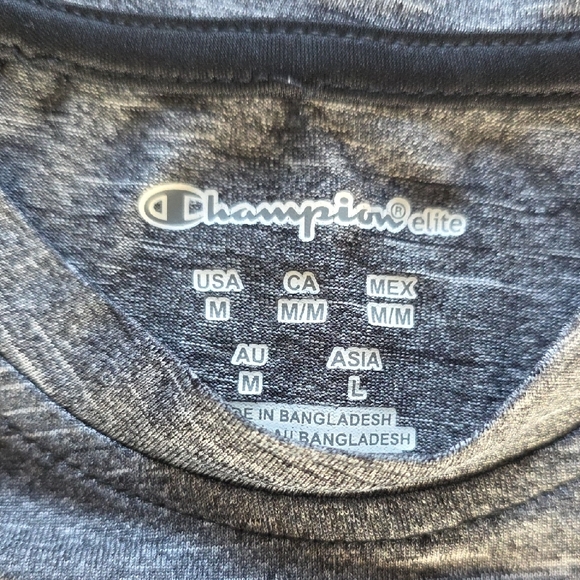 Champion® elite
USA CA MEX
M M/M M/M
AU ASIA
M L
IN BANGLADESH
AU BANGLADESH